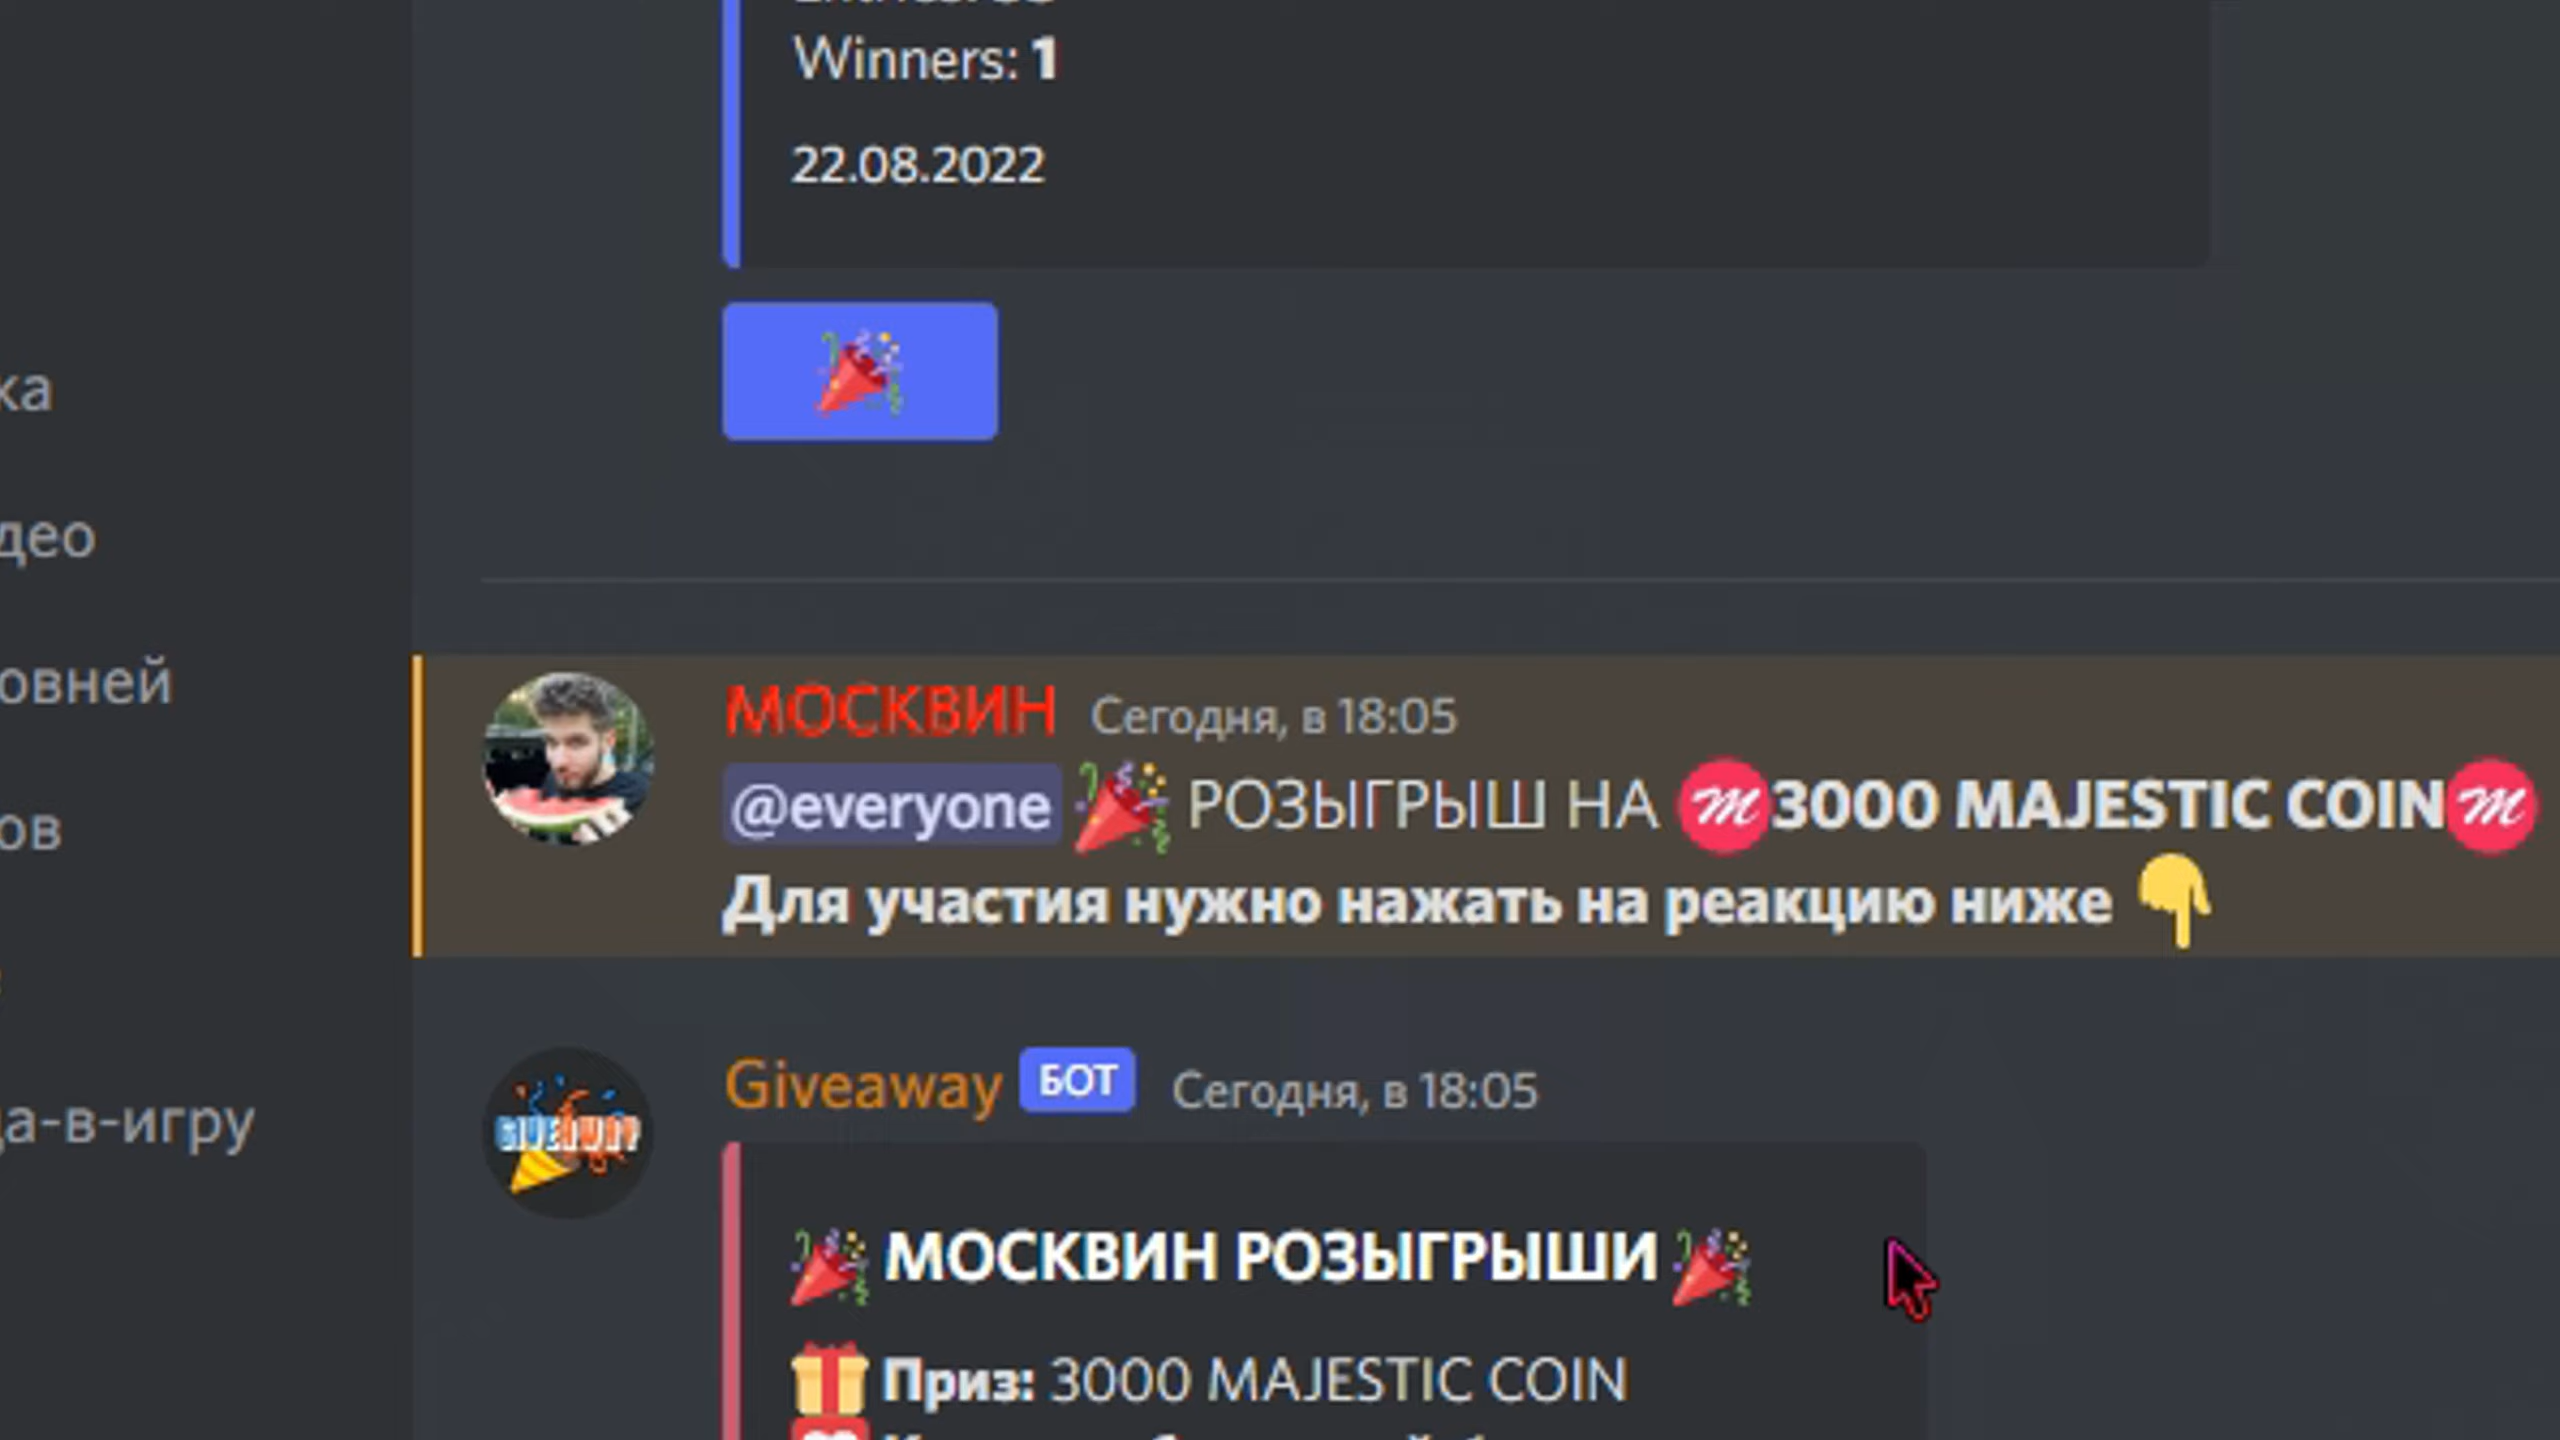 Winners: 1
22.08.2022
ка
део
овней
ов
МОСКВИН Сегодня, в 18:05
@everyone 🎉 РОЗЫГРЫШ НА 3000 MAJESTIC COIN
Для участия нужно нажать на реакцию ниже 👇
да-в-игру
Giveaway БОТ Сегодня, в 18:05
GIVEAWAY
🎉 МОСКВИН РОЗЫГРЫШИ 🎉
🎁 Приз: 3000 MAJESTIC COIN